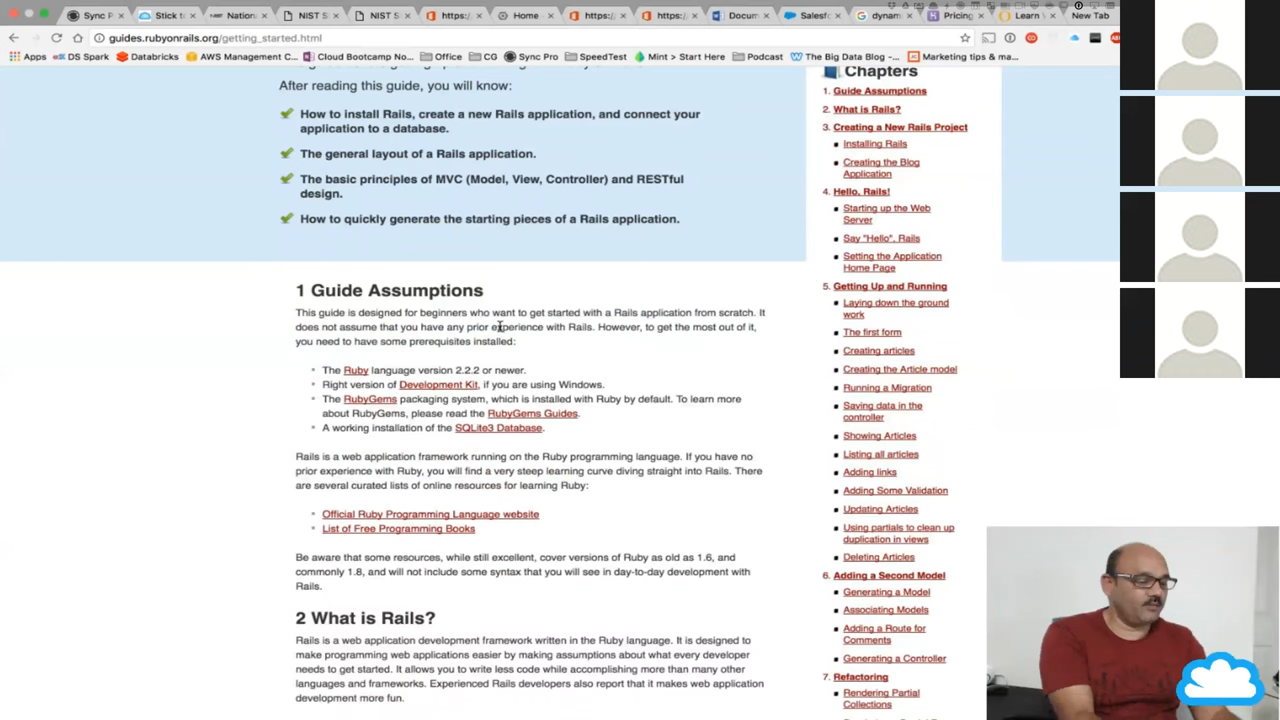 Sync P
Stick to
Nation
NIST S
NIST S
https:/
Home
https:/
https:/
Docum
Salesfo
dynam
Pricing
Learn
New Tab
guides.rubyonrails.org/getting_started.html
Apps
DS Spark
Databricks
AWS Management C...
Cloud Bootcamp No...
Office
CG
Sync Pro
SpeedTest
Mint > Start Here
Podcast
The Big Data Blog -...
Marketing tips & ma...
After reading this guide, you will know:
How to install Rails, create a new Rails application, and connect your
application to a database.
The general layout of a Rails application.
The basic principles of MVC (Model, View, Controller) and RESTful
design.
How to quickly generate the starting pieces of a Rails application.
1 Guide Assumptions
This guide is designed for beginners who want to get started with a Rails application from scratch. It
does not assume that you have any prior experience with Rails. However, to get the most out of it,
you need to have some prerequisites installed:
The Ruby language version 2.2.2 or newer.
Right version of Development Kit, if you are using Windows.
The RubyGems packaging system, which is installed with Ruby by default. To learn more
about RubyGems, please read the RubyGems Guides.
A working installation of the SQLite3 Database.
Rails is a web application framework running on the Ruby programming language. If you have no
prior experience with Ruby, you will find a very steep learning curve diving straight into Rails. There
are several curated lists of online resources for learning Ruby:
Official Ruby Programming Language website
List of Free Programming Books
Be aware that some resources, while still excellent, cover versions of Ruby as old as 1.6, and
commonly 1.8, and will not include some syntax that you will see in day-to-day development with
Rails.
2 What is Rails?
Rails is a web application development framework written in the Ruby language. It is designed to
make programming web applications easier by making assumptions about what every developer
needs to get started. It allows you to write less code while accomplishing more than many other
languages and frameworks. Experienced Rails developers also report that it makes web application
development more fun.
Chapters
1. Guide Assumptions
2. What is Rails?
3. Creating a New Rails Project
Installing Rails
Creating the Blog
Application
4. Hello, Rails!
Starting up the Web
Server
Say "Hello", Rails
Setting the Application
Home Page
5. Getting Up and Running
Laying down the ground
work
The first form
Creating articles
Creating the Article model
Running a Migration
Saving data in the
controller
Showing Articles
Listing all articles
Adding links
Adding Some Validation
Updating Articles
Using partials to clean up
duplication in views
Deleting Articles
6. Adding a Second Model
Generating a Model
Associating Models
Adding a Route for
Comments
Generating a Controller
7. Refactoring
Rendering Partial
Collections